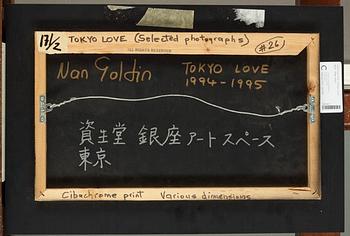 13/2 TOKYO LOVE (Selected photographs)
ALL RIGHTS RESERVED
#26
Nan Goldin TOKYO LOVE
1994-1995
資生堂 銀座アートスペース
東京
Cibachrome print Various dimensions